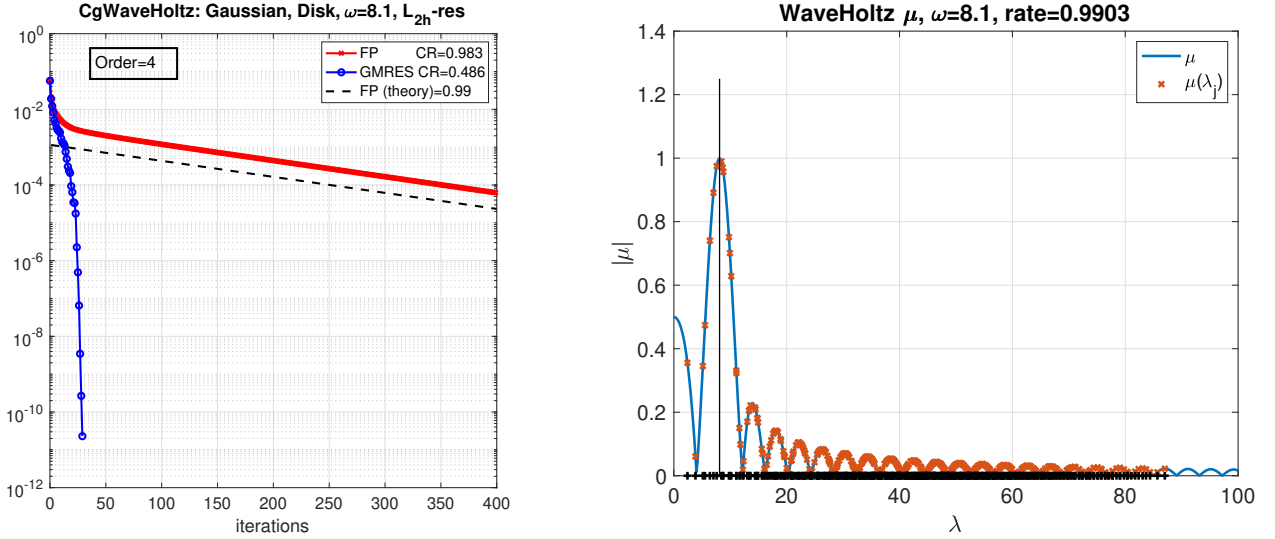 CgWaveHoltz: Gaussian, Disk, ω=8.1, L2h-res
Order=4
FP CR=0.983
GMRES CR=0.486
FP (theory)=0.99
10^0
10^-2
10^-4
10^-6
10^-8
10^-10
10^-12
0 50 100 150 200 250 300 350 400
iterations
WaveHoltz μ, ω=8.1, rate=0.9903
μ
μ(λ_j)
|μ|
1.4
1.2
1
0.8
0.6
0.4
0.2
0
0 20 40 60 80 100
λ